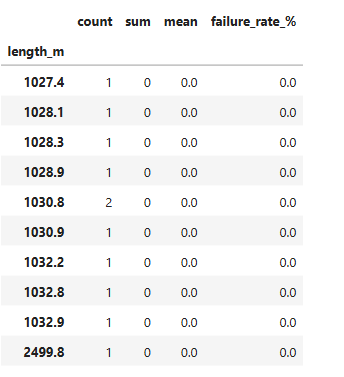 count sum mean failure_rate_%
length_m
1027.4 1 0 0.0 0.0
1028.1 1 0 0.0 0.0
1028.3 1 0 0.0 0.0
1028.9 1 0 0.0 0.0
1030.8 2 0 0.0 0.0
1030.9 1 0 0.0 0.0
1032.2 1 0 0.0 0.0
1032.8 1 0 0.0 0.0
1032.9 1 0 0.0 0.0
2499.8 1 0 0.0 0.0